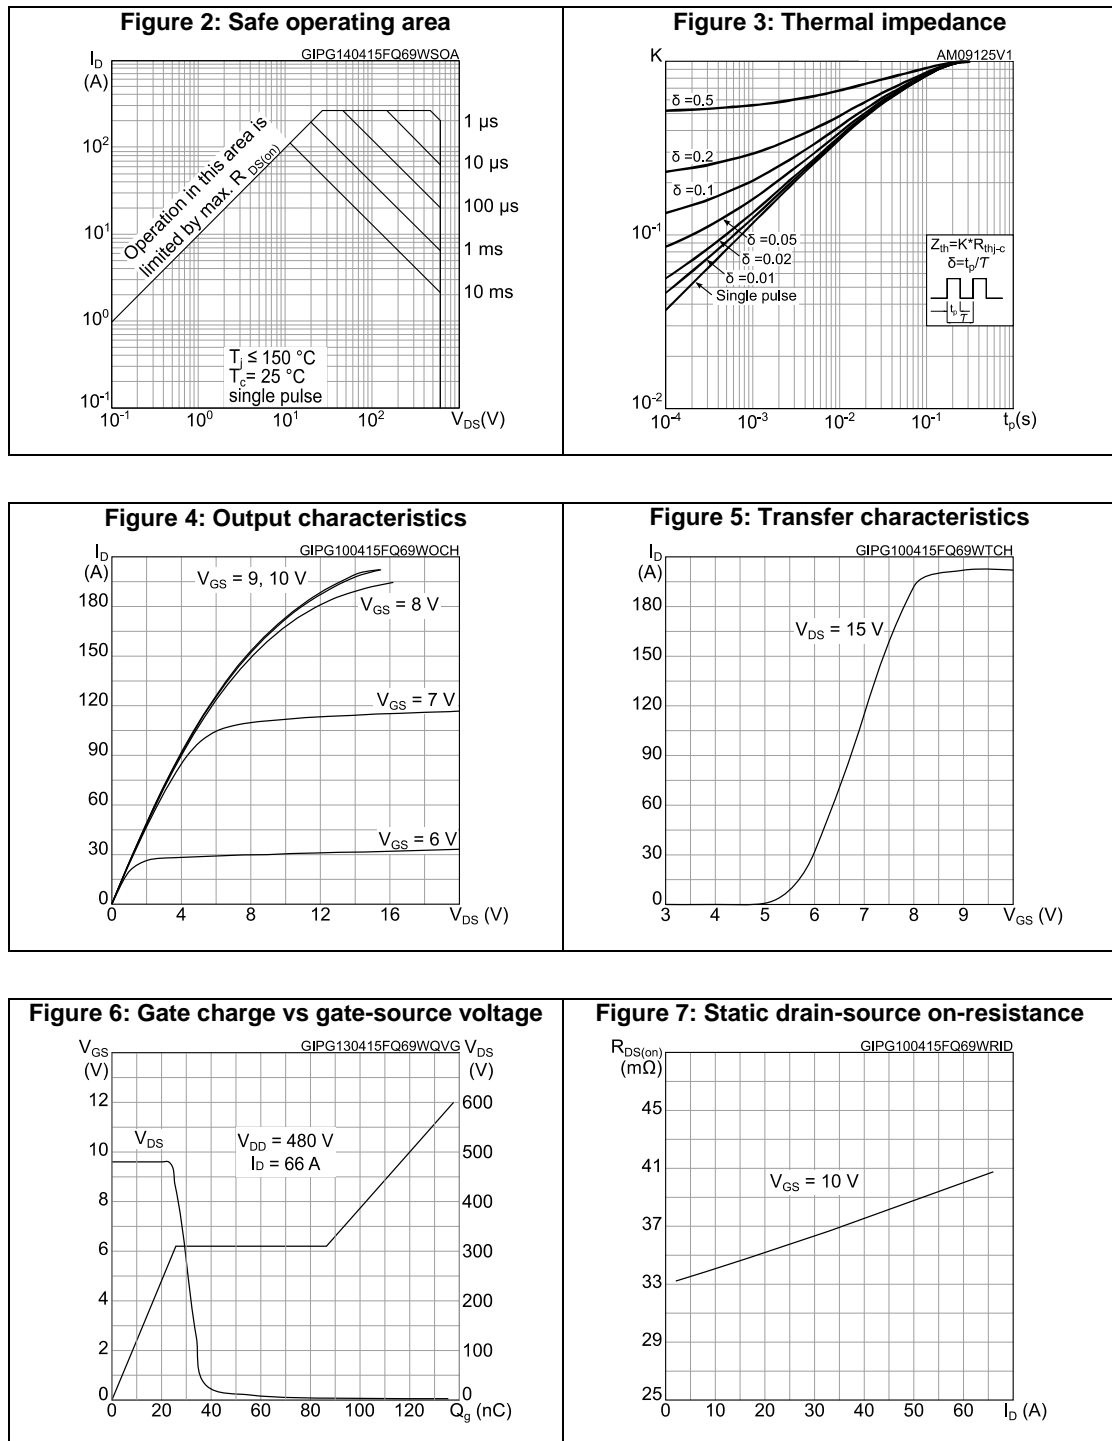 Figure 2: Safe operating area
GIPG140415FQ69WSOA
I_D
(A)
10^2
10^1
10^0
10^-1
Operation in this area is
limited by max. R_DS(on)
1 µs
10 µs
100 µs
1 ms
10 ms
T_j ≤ 150 °C
T_c= 25 °C
single pulse
10^-1 10^0 10^1 10^2 V_DS(V)
Figure 3: Thermal impedance
K
AM09125V1
δ =0.5
δ =0.2
δ =0.1
δ =0.05
δ =0.02
δ =0.01
Single pulse
10^-1
10^-2
Z_th=K*R_thj-c
δ=t_p/Τ
t_p
Τ
10^-4 10^-3 10^-2 10^-1 t_p(s)
Figure 4: Output characteristics
GIPG100415FQ69WOCH
I_D
(A)
180
150
120
90
60
30
0
V_GS = 9, 10 V
V_GS = 8 V
V_GS = 7 V
V_GS = 6 V
0 4 8 12 16 V_DS (V)
Figure 5: Transfer characteristics
GIPG100415FQ69WTCH
I_D
(A)
180
150
120
90
60
30
0
V_DS = 15 V
3 4 5 6 7 8 9 V_GS (V)
Figure 6: Gate charge vs gate-source voltage
V_GS
(V)
GIPG130415FQ69WQVG
V_DS
(V)
12
10
8
6
4
2
0
V_DS
V_DD = 480 V
I_D = 66 A
600
500
400
300
200
100
0
0 20 40 60 80 100 120 Q_g (nC)
Figure 7: Static drain-source on-resistance
R_DS(on)
(mΩ)
GIPG100415FQ69WRID
45
41
37
33
29
25
V_GS = 10 V
0 10 20 30 40 50 60 I_D (A)